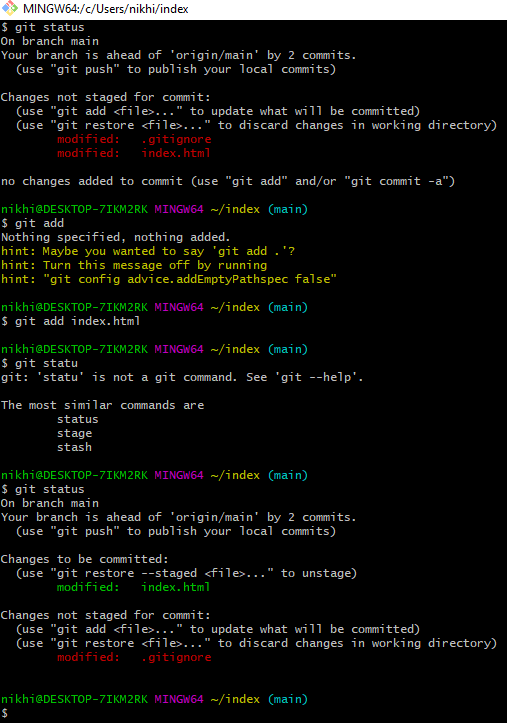 MINGW64:/c/Users/nikhi/index
$ git status
On branch main
Your branch is ahead of 'origin/main' by 2 commits.
  (use "git push" to publish your local commits)

Changes not staged for commit:
  (use "git add <file>..." to update what will be committed)
  (use "git restore <file>..." to discard changes in working directory)
        modified:   .gitignore
        modified:   index.html

no changes added to commit (use "git add" and/or "git commit -a")

nikhi@DESKTOP-7IKM2RK MINGW64 ~/index (main)
$ git add
Nothing specified, nothing added.
hint: Maybe you wanted to say 'git add .'?
hint: Turn this message off by running
hint: "git config advice.addEmptyPathspec false"

nikhi@DESKTOP-7IKM2RK MINGW64 ~/index (main)
$ git add index.html

nikhi@DESKTOP-7IKM2RK MINGW64 ~/index (main)
$ git statu
git: 'statu' is not a git command. See 'git --help'.

The most similar commands are
        status
        stage
        stash

nikhi@DESKTOP-7IKM2RK MINGW64 ~/index (main)
$ git status
On branch main
Your branch is ahead of 'origin/main' by 2 commits.
  (use "git push" to publish your local commits)

Changes to be committed:
  (use "git restore --staged <file>..." to unstage)
        modified:   index.html

Changes not staged for commit:
  (use "git add <file>..." to update what will be committed)
  (use "git restore <file>..." to discard changes in working directory)
        modified:   .gitignore


nikhi@DESKTOP-7IKM2RK MINGW64 ~/index (main)
$